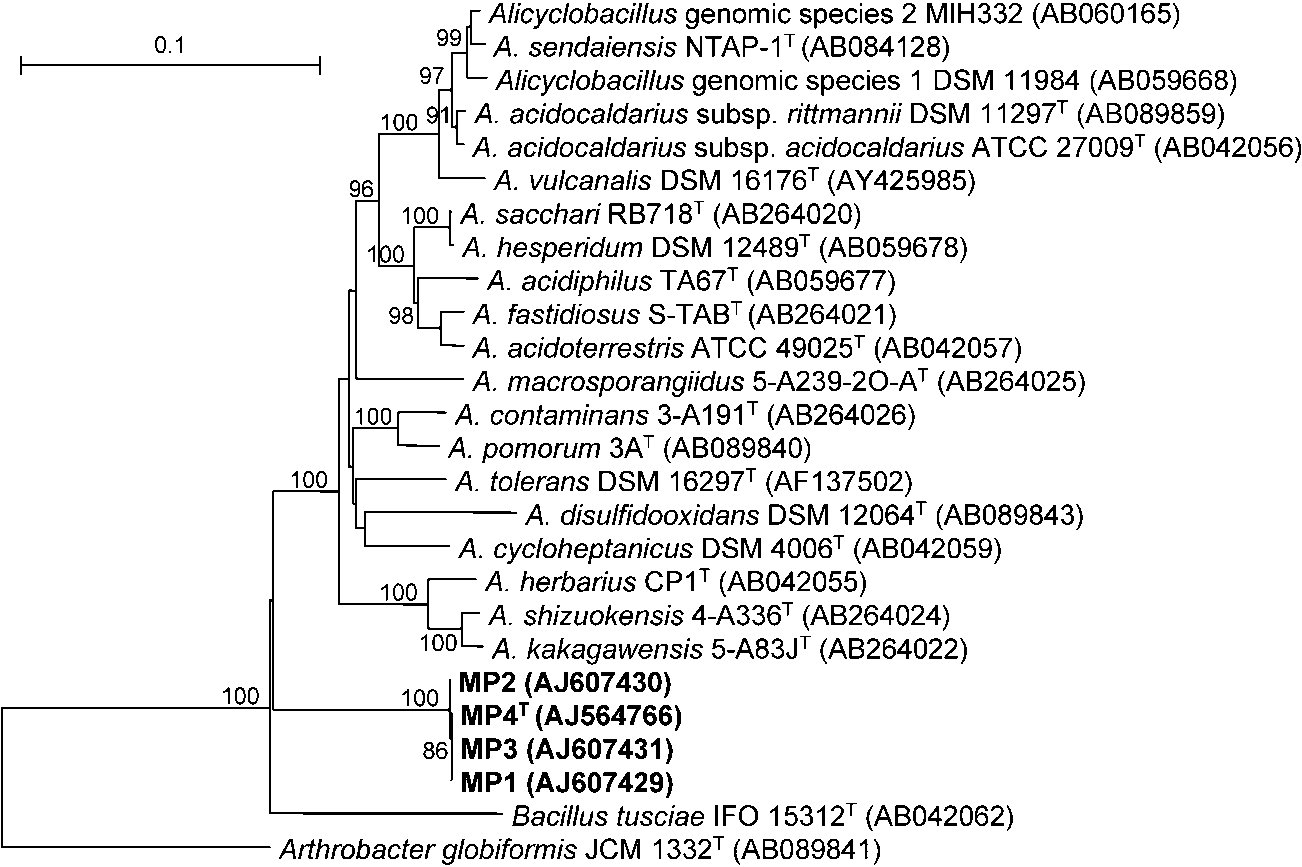 0.1
Alicyclobacillus genomic species 2 MIH332 (AB060165)
99
A. sendaiensis NTAP-1T (AB084128)
97
Alicyclobacillus genomic species 1 DSM 11984 (AB059668)
91
A. acidocaldarius subsp. rittmannii DSM 11297T (AB089859)
100
A. acidocaldarius subsp. acidocaldarius ATCC 27009T (AB042056)
A. vulcanalis DSM 16176T (AY425985)
96
100
A. sacchari RB718T (AB264020)
A. hesperidum DSM 12489T (AB059678)
100
A. acidiphilus TA67T (AB059677)
98
A. fastidiosus S-TABT (AB264021)
A. acidoterrestris ATCC 49025T (AB042057)
A. macrosporangiidus 5-A239-2O-AT (AB264025)
100
A. contaminans 3-A191T (AB264026)
A. pomorum 3AT (AB089840)
100
A. tolerans DSM 16297T (AF137502)
A. disulfidooxidans DSM 12064T (AB089843)
A. cycloheptanicus DSM 4006T (AB042059)
100
A. herbarius CP1T (AB042055)
A. shizuokensis 4-A336T (AB264024)
100
A. kakagawensis 5-A83JT (AB264022)
100
100
MP2 (AJ607430)
MP4T (AJ564766)
86
MP3 (AJ607431)
MP1 (AJ607429)
Bacillus tusciae IFO 15312T (AB042062)
Arthrobacter globiformis JCM 1332T (AB089841)